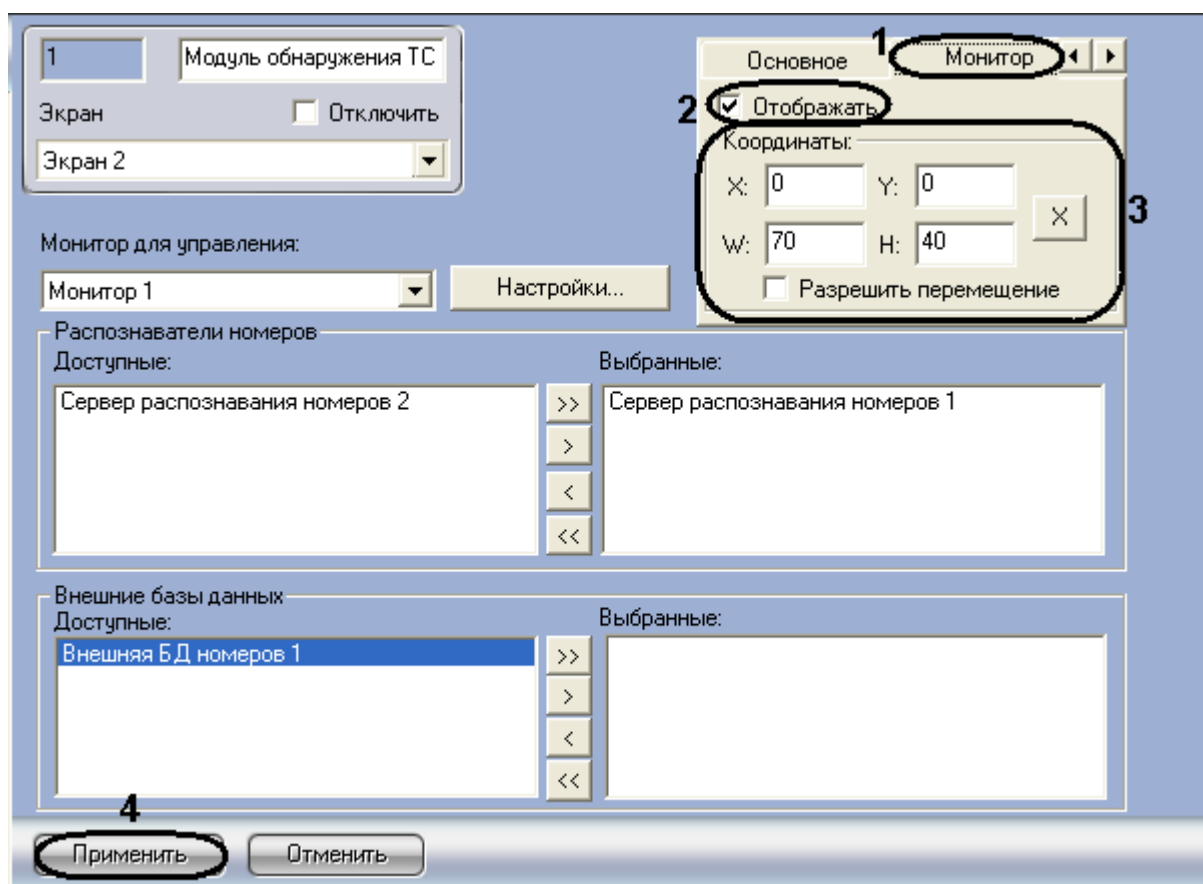 1 Модуль обнаружения ТС
Экран Отключить
Экран 2
1
Основное Монитор
2 Отображать
Координаты:
X: 0 Y: 0
X
3
W: 70 H: 40
Разрешить перемещение
Монитор для управления:
Монитор 1 Настройки...
Распознаватели номеров
Доступные: Выбранные:
Сервер распознавания номеров 2 >> Сервер распознавания номеров 1
>
<
<<
Внешние базы данных
Доступные: Выбранные:
Внешняя БД номеров 1 >>
>
<
<<
4
Применить Отменить